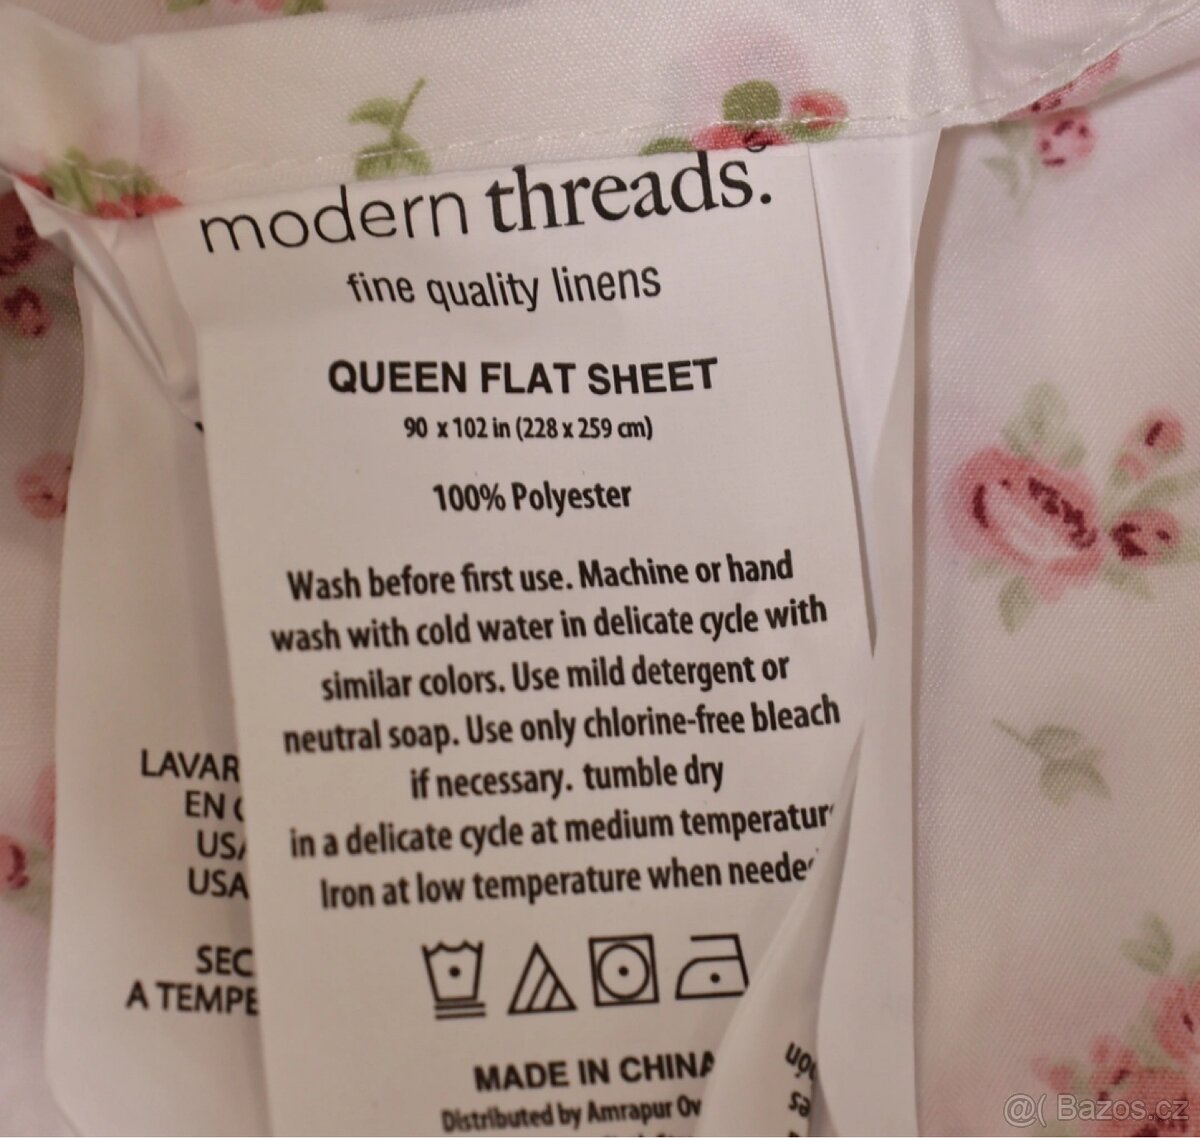 modern threads.
fine quality linens
QUEEN FLAT SHEET
90 x 102 in (228 x 259 cm)
100% Polyester
Wash before first use. Machine or hand
wash with cold water in delicate cycle with
similar colors. Use mild detergent or
neutral soap. Use only chlorine-free bleach
if necessary. tumble dry
in a delicate cycle at medium temperatur
Iron at low temperature when neede
MADE IN CHINA
Distributed by Amrapur Ov
LAVAR
EN
USA
USA
SEC
A TEMPE
@( Bazos.cz